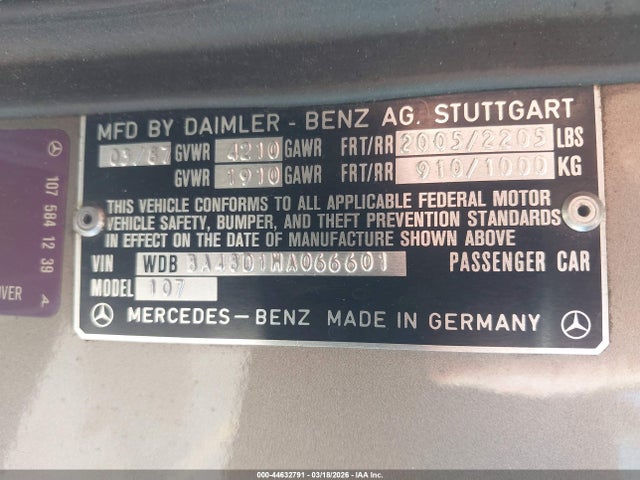 MFD BY DAIMLER - BENZ AG. STUTTGART
03/87 GVWR 4210 GAWR FRT/RR 2005/2205 LBS
GVWR 1910 GAWR FRT/RR 910/1000 KG
THIS VEHICLE CONFORMS TO ALL APPLICABLE FEDERAL MOTOR
VEHICLE SAFETY, BUMPER, AND THEFT PREVENTION STANDARDS
IN EFFECT ON THE DATE OF MANUFACTURE SHOWN ABOVE
VIN WDB BA48D1HA066601 PASSENGER CAR
MODEL 107
MERCEDES-BENZ MADE IN GERMANY
107 584 12 39 A
000-44632791 - 03/18/2026 - IAA Inc.